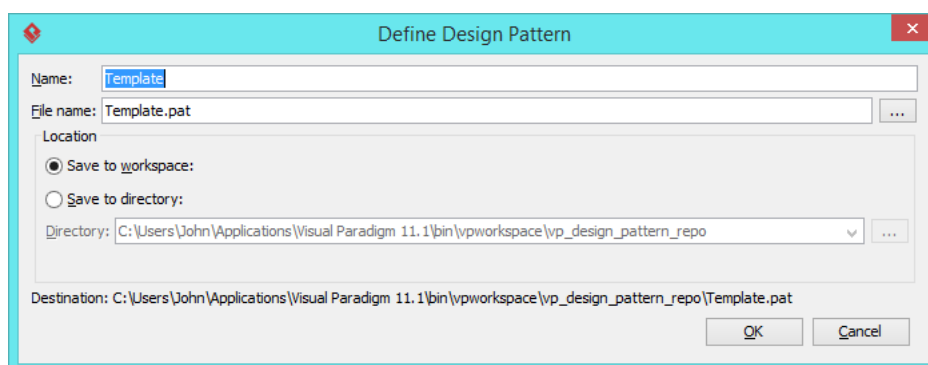 Define Design Pattern
Name: Template
File name: Template.pat ...
Location
Save to workspace:
Save to directory:
Directory: C:\Users\John\Applications\Visual Paradigm 11.1\bin\vpworkspace\vp_design_pattern_repo ...
Destination: C:\Users\John\Applications\Visual Paradigm 11.1\bin\vpworkspace\vp_design_pattern_repo\Template.pat
OK Cancel